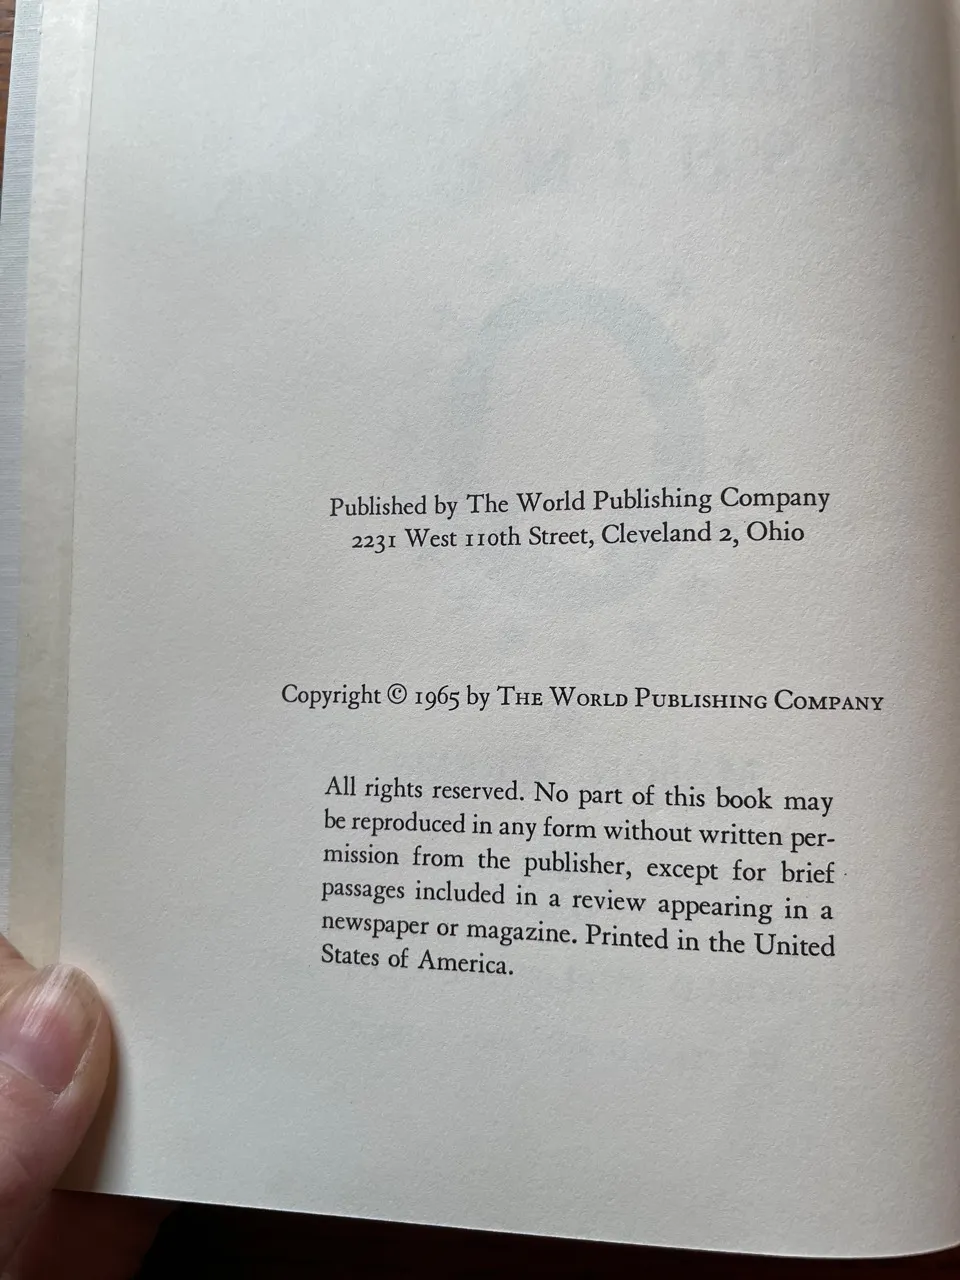 Published by The World Publishing Company
2231 West 110th Street, Cleveland 2, Ohio
Copyright © 1965 by THE WORLD PUBLISHING COMPANY
All rights reserved. No part of this book may
be reproduced in any form without written per-
mission from the publisher, except for brief
passages included in a review appearing in a
newspaper or magazine. Printed in the United
States of America.